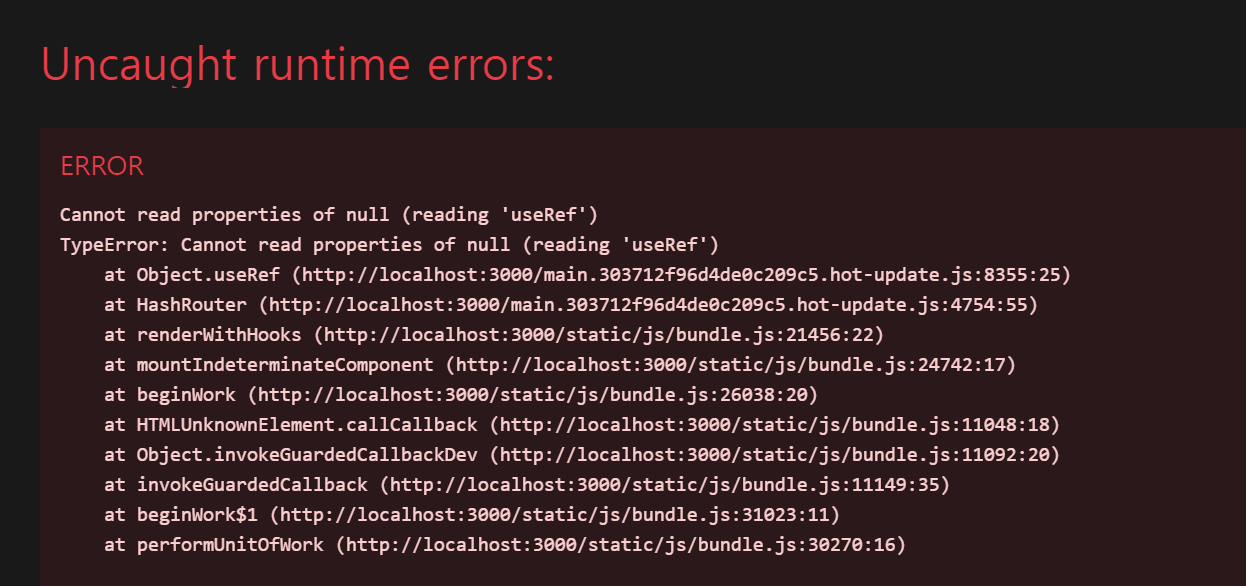 Uncaught runtime errors:
ERROR
Cannot read properties of null (reading 'useRef')
TypeError: Cannot read properties of null (reading 'useRef')
    at Object.useRef (http://localhost:3000/main.303712f96d4de0c209c5.hot-update.js:8355:25)
    at HashRouter (http://localhost:3000/main.303712f96d4de0c209c5.hot-update.js:4754:55)
    at renderWithHooks (http://localhost:3000/static/js/bundle.js:21456:22)
    at mountIndeterminateComponent (http://localhost:3000/static/js/bundle.js:24742:17)
    at beginWork (http://localhost:3000/static/js/bundle.js:26038:20)
    at HTMLUnknownElement.callCallback (http://localhost:3000/static/js/bundle.js:11048:18)
    at Object.invokeGuardedCallbackDev (http://localhost:3000/static/js/bundle.js:11092:20)
    at invokeGuardedCallback (http://localhost:3000/static/js/bundle.js:11149:35)
    at beginWork$1 (http://localhost:3000/static/js/bundle.js:31023:11)
    at performUnitOfWork (http://localhost:3000/static/js/bundle.js:30270:16)